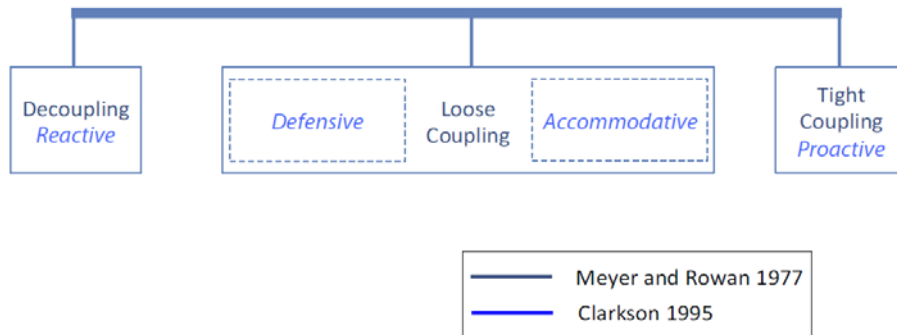 Decoupling
Reactive
Defensive
Loose
Coupling
Accommodative
Tight
Coupling
Proactive
Meyer and Rowan 1977
Clarkson 1995